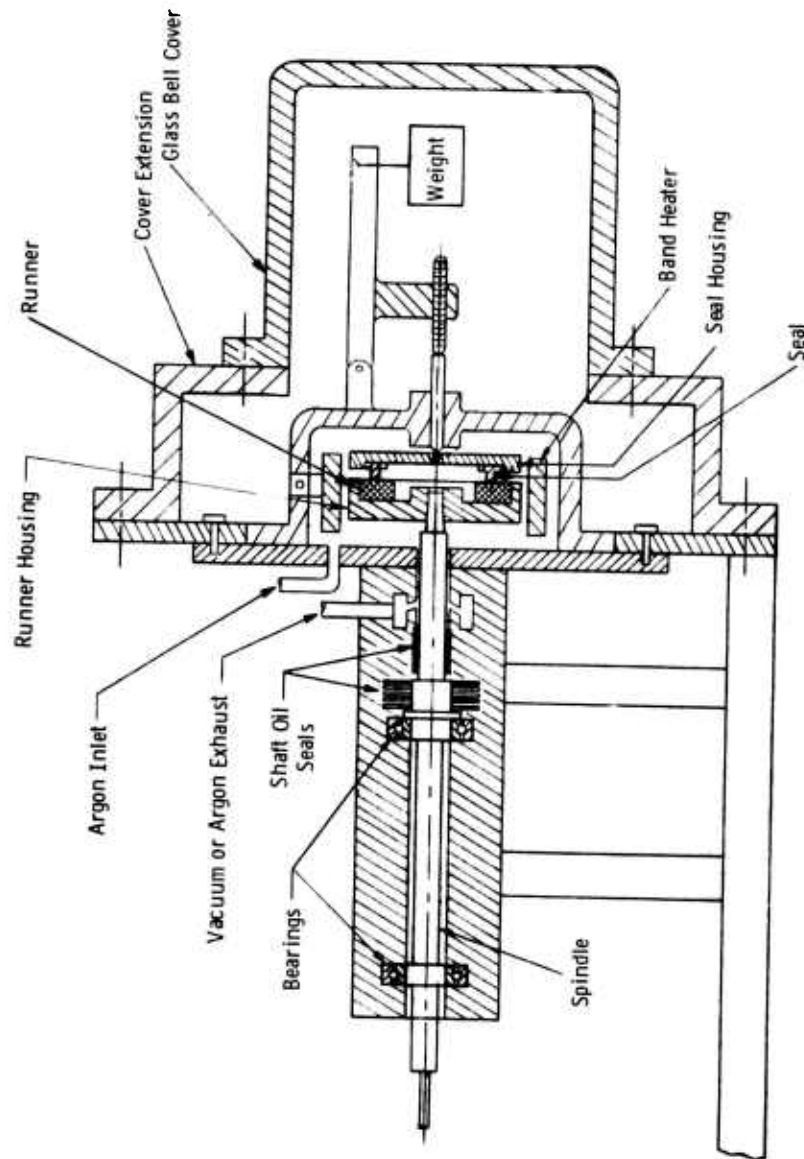 Glass Bell Cover
Cover Extension
Runner
Runner Housing
Argon Inlet
Vacuum or Argon Exhaust
Shaft Oil
Seals
Bearings
Spindle
Weight
Band Heater
Seal Housing
Seal